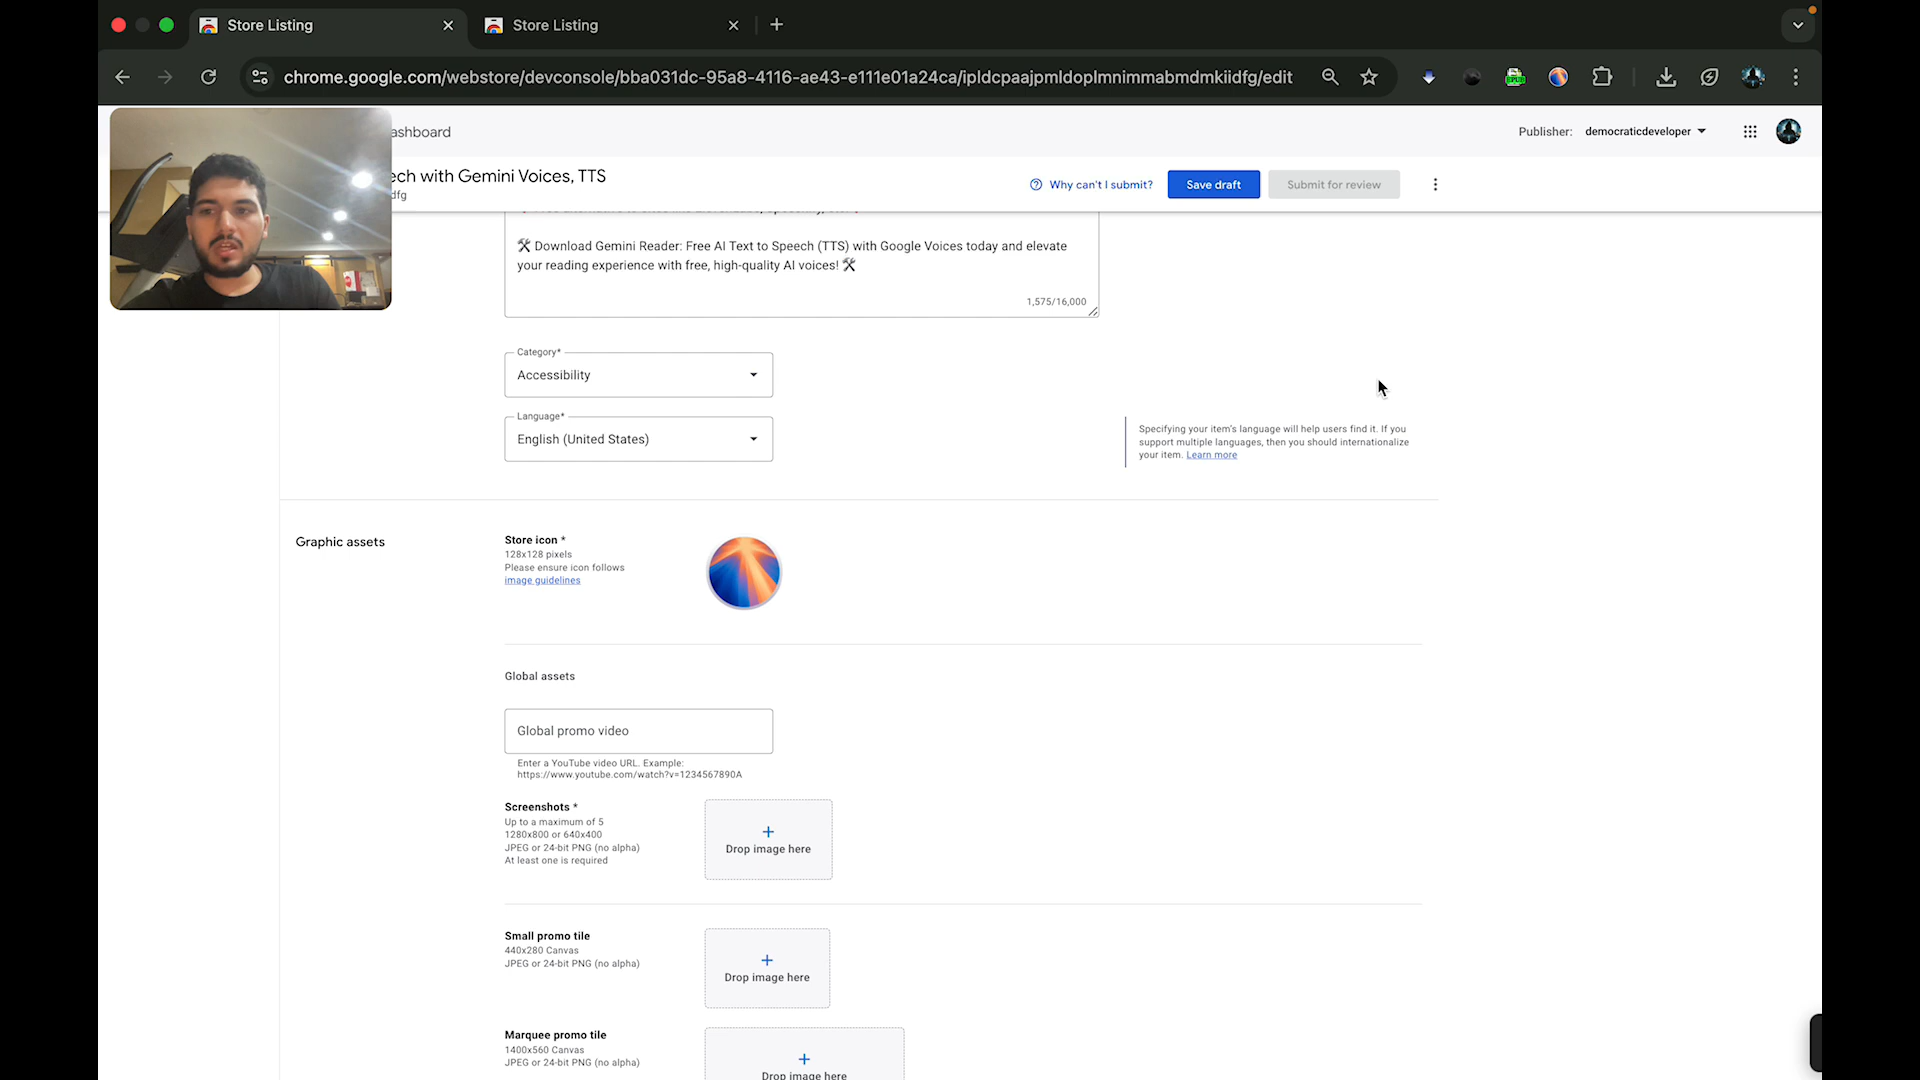 Store Listing
Store Listing
chrome.google.com/webstore/devconsole/bba031dc-95a8-4116-ae43-e111e01a24ca/ipldcpaajpmldoplmnimmabmdmkiidfg/edit
ashboard
Publisher: democraticdeveloper
ech with Gemini Voices, TTS
dfg
Why can't I submit?
Save draft
Submit for review
🛠 Download Gemini Reader: Free AI Text to Speech (TTS) with Google Voices today and elevate
your reading experience with free, high-quality AI voices! 🛠
1,575/16,000
Category*
Accessibility
Language*
English (United States)
Specifying your item's language will help users find it. If you
support multiple languages, then you should internationalize
your item. Learn more
Graphic assets
Store icon *
128x128 pixels
Please ensure icon follows
image guidelines
Global assets
Global promo video
Enter a YouTube video URL. Example:
https://www.youtube.com/watch?v=1234567890A
Screenshots *
Up to a maximum of 5
1280x800 or 640x400
JPEG or 24-bit PNG (no alpha)
At least one is required
Drop image here
Small promo tile
440x280 Canvas
JPEG or 24-bit PNG (no alpha)
Drop image here
Marquee promo tile
1400x560 Canvas
JPEG or 24-bit PNG (no alpha)
Drop image here